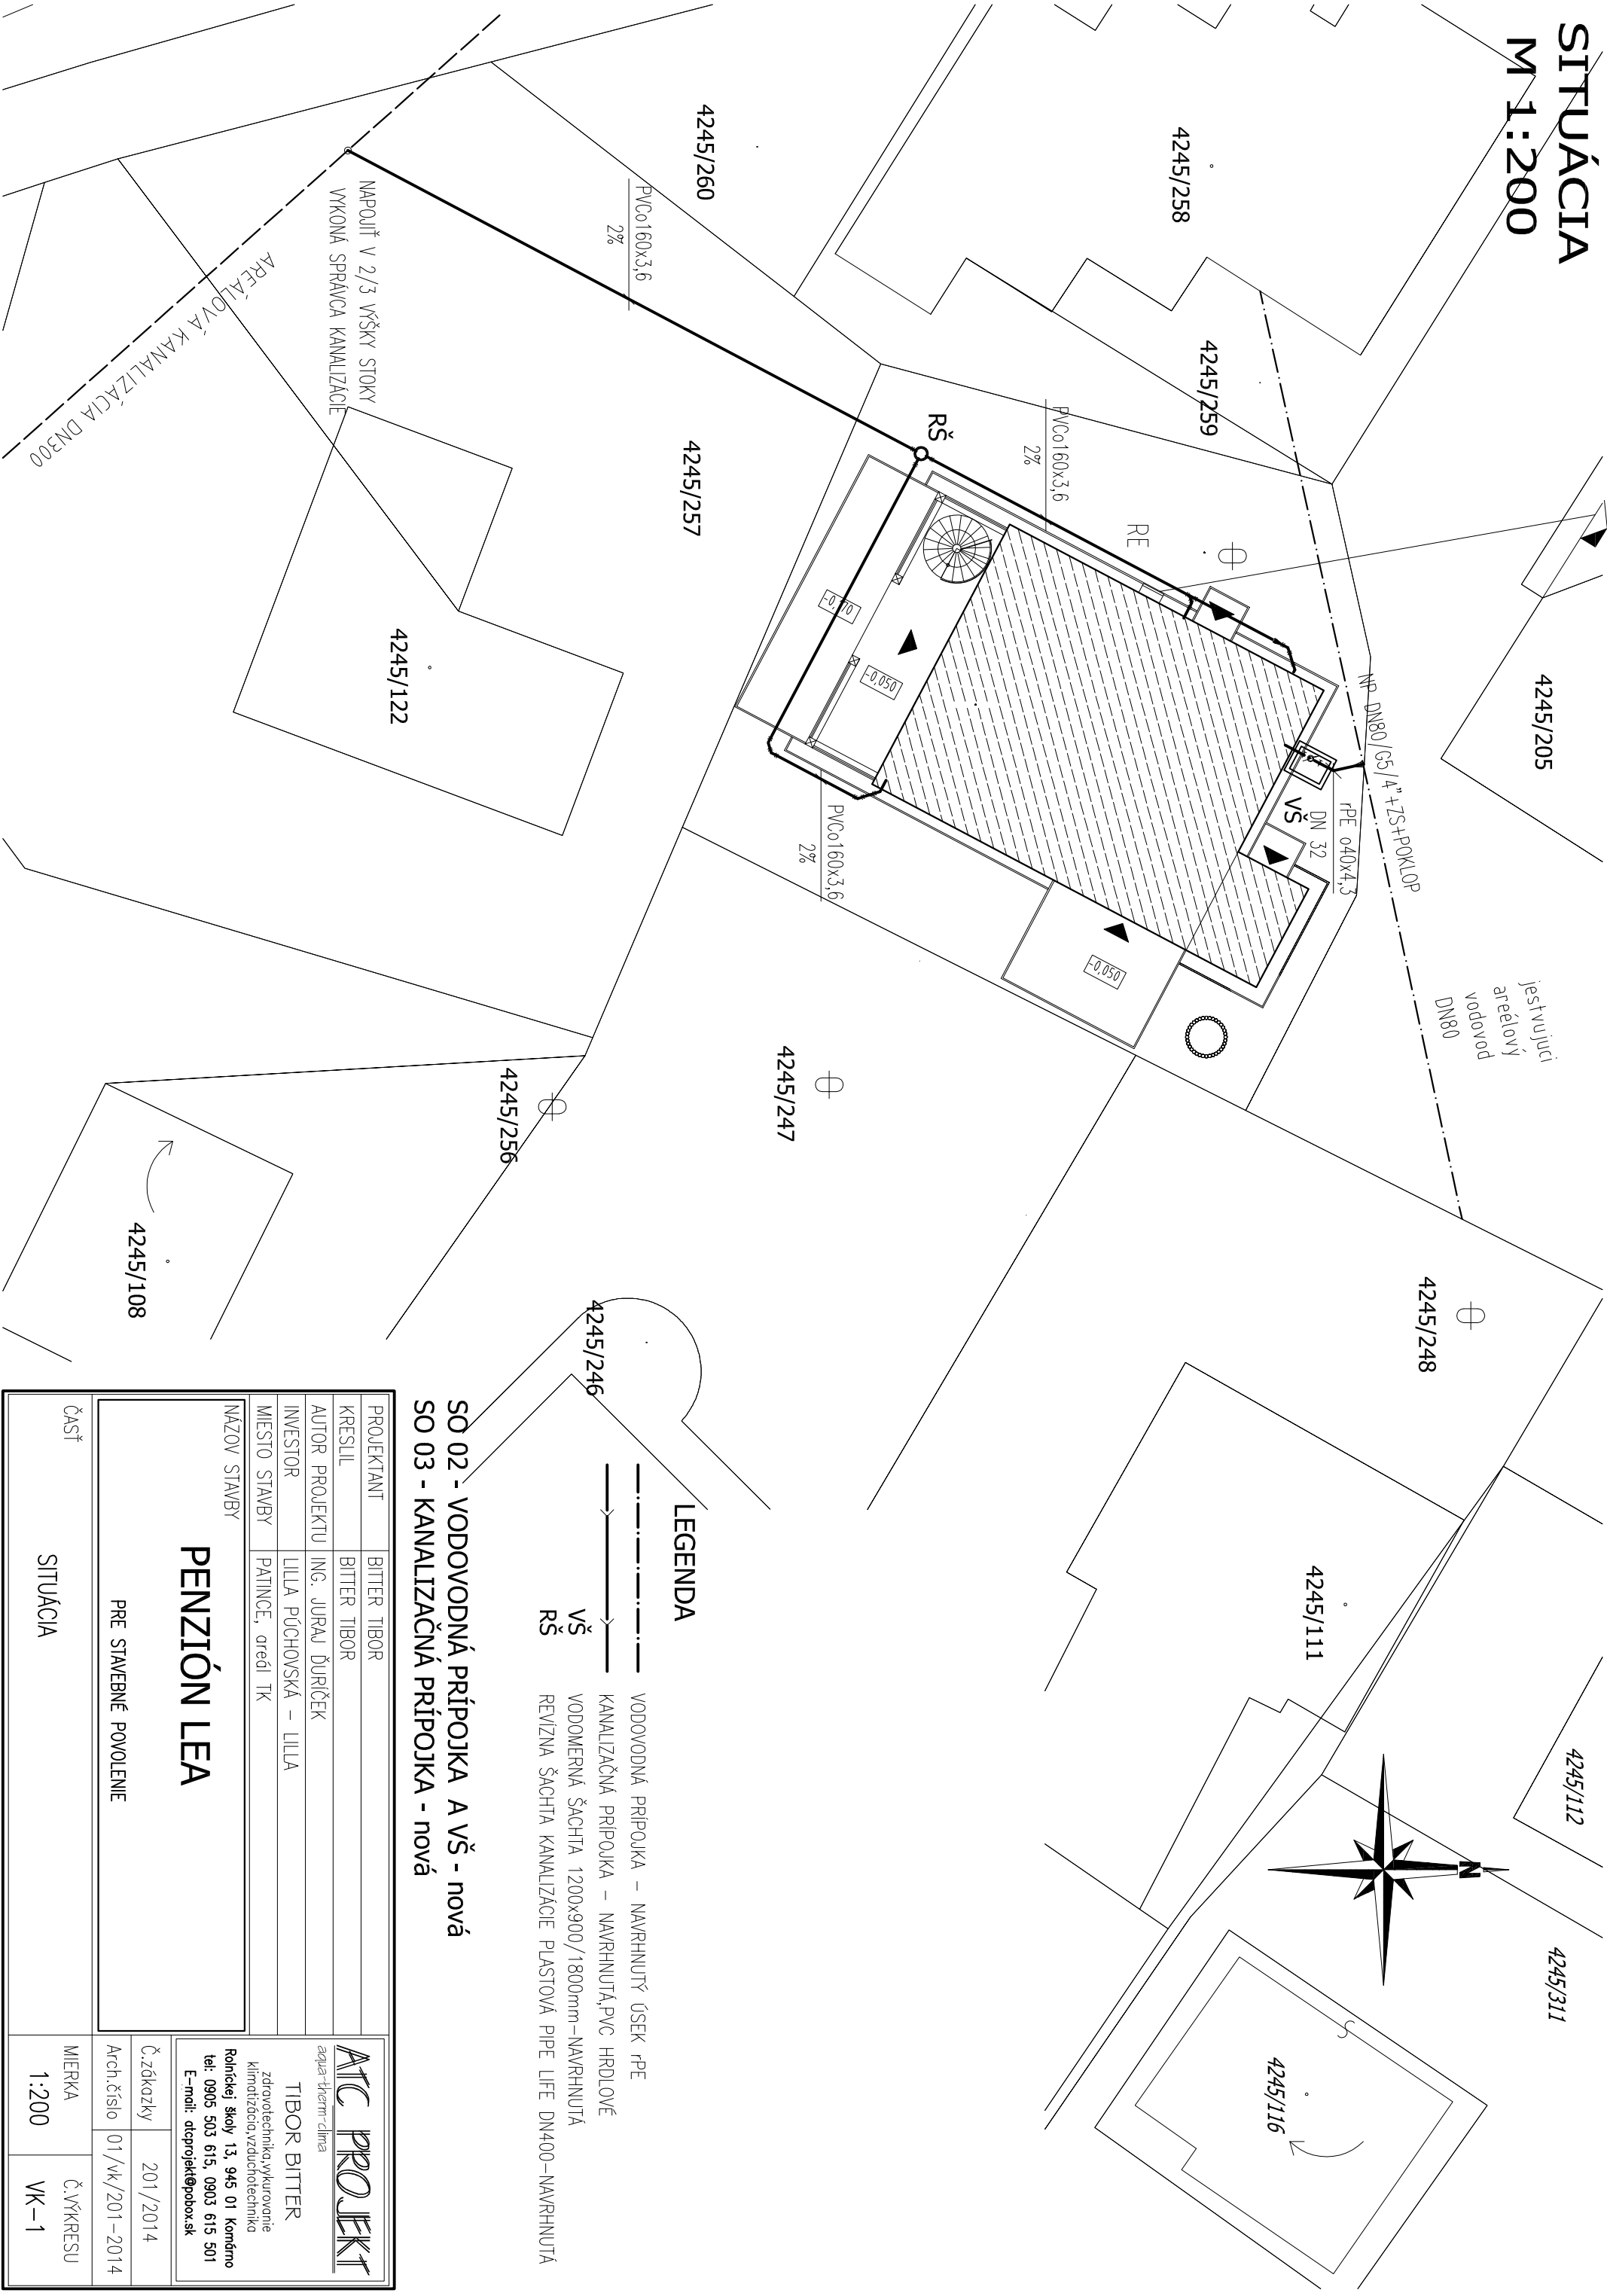 SITUÁCIA
M 1:200
4245/258
4245/260
4245/259
4245/205
4245/257
4245/122
4245/247
4245/256
4245/108
4245/248
4245/246
4245/111
4245/112
4245/311
4245/116
S
N
NAPOJIŤ V 2/3 VÝŠKY STOKY
VYKONÁ SPRÁVCA KANALIZÁCIE
AREÁLOVÁ KANALIZÁCIA DN300
PVCo160x3,6
2%
PVCo160x3,6
2%
PVCo160x3,6
2%
RŠ
RE
-0,050
-0,050
NP DN80/G5/4"+ZS+POKLOP
rPE o40x4,3
DN 32
VŠ
jestvujuci
areélový
vodovod
DN80
LEGENDA
VODOVODNÁ PRÍPOJKA – NAVRHNUTÝ ÚSEK rPE
KANALIZAČNÁ PRÍPOJKA – NAVRHNUTÁ,PVC HRDLOVÉ
VŠ VODOMERNÁ ŠACHTA 1200x900/1800mm–NAVRHNUTÁ
RŠ REVÍZNA ŠACHTA KANALIZÁCIE PLASTOVÁ PIPE LIFE DN400–NAVRHNUTÁ
SO 02 - VODOVODNÁ PRÍPOJKA A VŠ - nová
SO 03 - KANALIZAČNÁ PRÍPOJKA - nová
PROJEKTANT BITTER TIBOR
KRESLIL BITTER TIBOR
AUTOR PROJEKTU ING. JURAJ ĎURÍČEK
INVESTOR LILLA PÚCHOVSKÁ – LILLA
MIESTO STAVBY PATINCE, areál TK
NÁZOV STAVBY
PENZIÓN LEA
PRE STAVEBNÉ POVOLENIE
ČASŤ
SITUÁCIA
ATC PROJEKT
aqua-therm-clima
TIBOR BITTER
zdravotechnika,vykurovanie
klimatizácia,vzduchotechnika
Rolníckej školy 13, 945 01 Komárno
tel: 0905 503 615, 0903 615 501
E-mail: atcprojekt@pobox.sk
Č.zákazky 201/2014
Arch.číslo 01/vk/201-2014
MIERKA
1:200
Č.VÝKRESU
VK-1